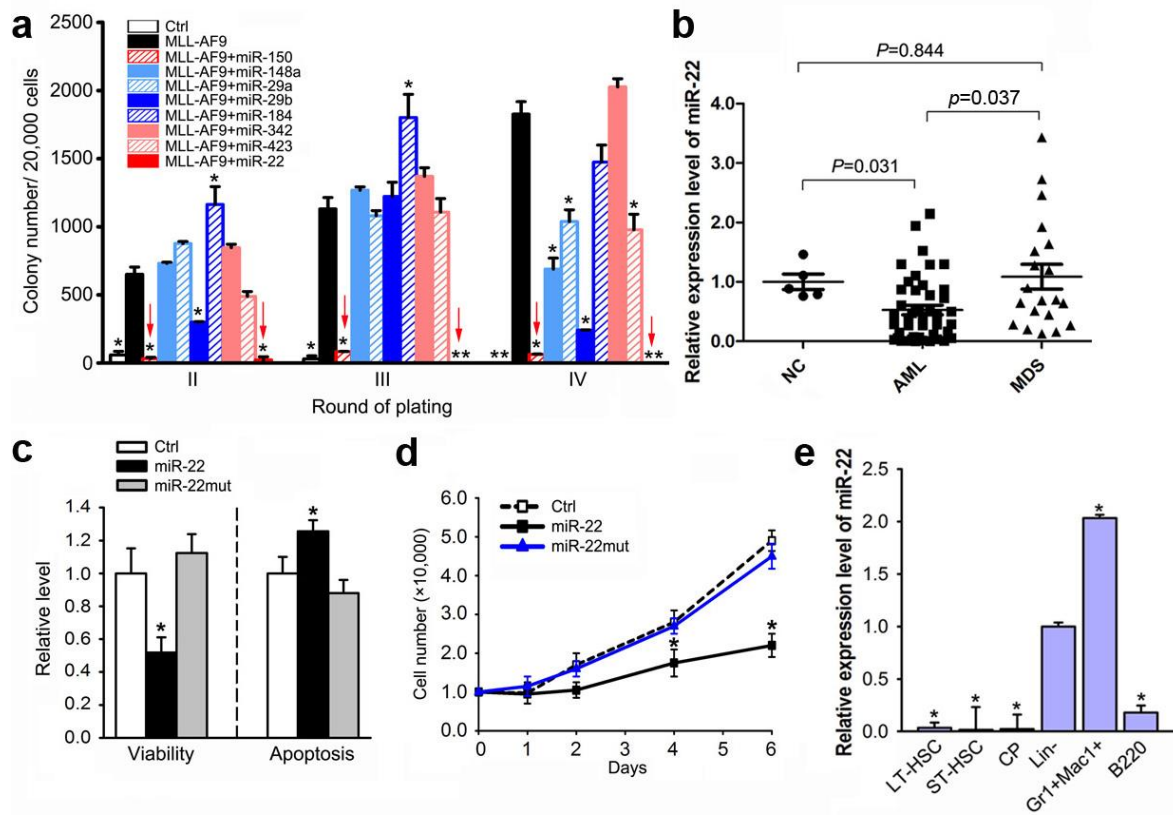 a
Colony number/ 20,000 cells
2500
2000
1500
1000
500
0
Ctrl
MLL-AF9
MLL-AF9+miR-150
MLL-AF9+miR-148a
MLL-AF9+miR-29a
MLL-AF9+miR-29b
MLL-AF9+miR-184
MLL-AF9+miR-342
MLL-AF9+miR-423
MLL-AF9+miR-22
* * * * *
* * **
** * * * * * **
II III IV
Round of plating
b
Relative expression level of miR-22
P=0.844
p=0.037
P=0.031
4.0
3.0
2.0
1.0
0.0
NC AML MDS
c
Ctrl
miR-22
miR-22mut
Relative level
1.4
1.2
1.0
0.8
0.6
0.4
0.2
0.0
* *
Viability Apoptosis
d
Cell number (×10,000)
6.0
5.0
4.0
3.0
2.0
1.0
0.0
Ctrl
miR-22
miR-22mut
* *
0 1 2 3 4 5 6
Days
e
Relative expression level of miR-22
2.5
2.0
1.0
1.0
0.5
0.0
* * * * *
LT-HSC ST-HSC CP Lin- Gr1+Mac1+ B220